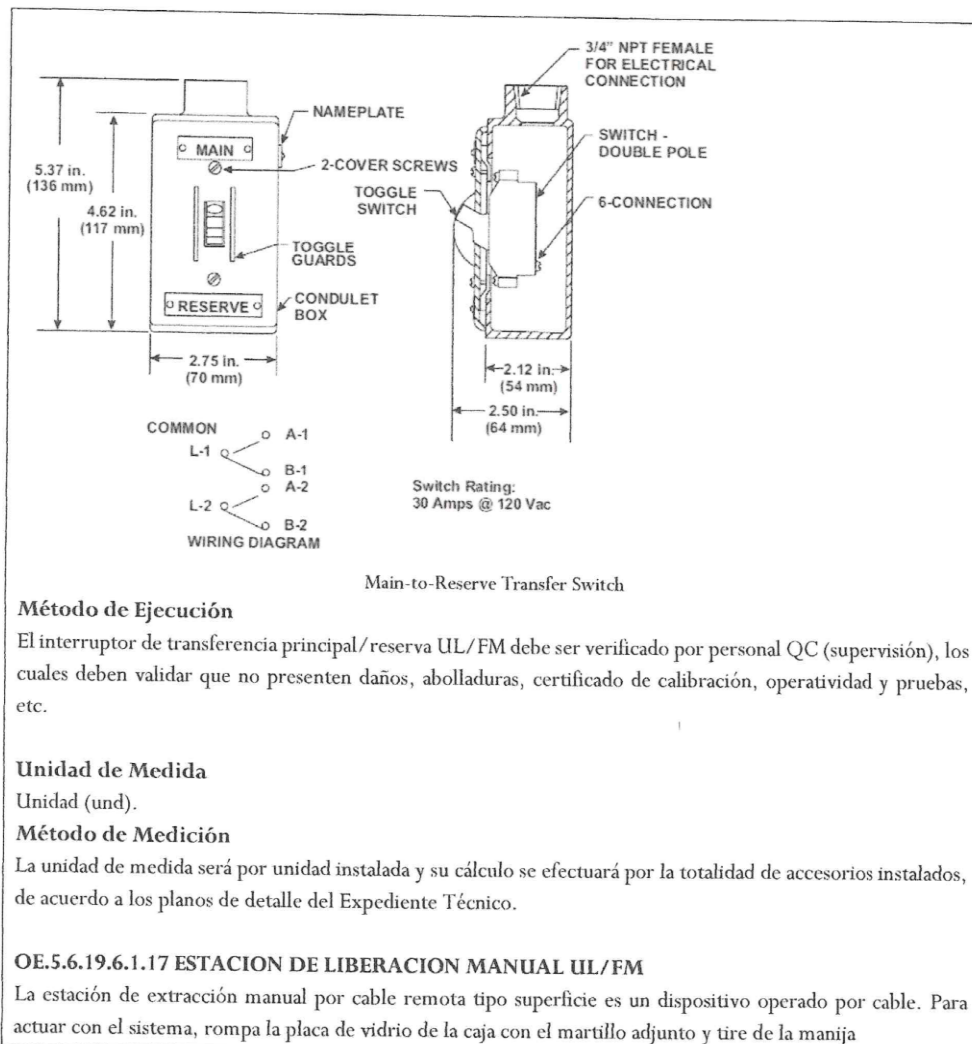 3/4" NPT FEMALE
FOR ELECTRICAL
CONNECTION
NAMEPLATE
MAIN
SWITCH -
DOUBLE POLE
2-COVER SCREWS
5.37 in.
(136 mm)
TOGGLE
SWITCH
4.62 in.
(117 mm)
6-CONNECTION
TOGGLE
GUARDS
RESERVE
CONDULET
BOX
2.75 in.
(70 mm)
2.12 in.
(54 mm)
2.50 in.
(64 mm)
COMMON
A-1
L-1
B-1
A-2
L-2
B-2
WIRING DIAGRAM
Switch Rating:
30 Amps @ 120 Vac
Main-to-Reserve Transfer Switch
Método de Ejecución
El interruptor de transferencia principal/reserva UL/FM debe ser verificado por personal QC (supervisión), los
cuales deben validar que no presenten daños, abolladuras, certificado de calibración, operatividad y pruebas,
etc.
Unidad de Medida
Unidad (und).
Método de Medición
La unidad de medida será por unidad instalada y su cálculo se efectuará por la totalidad de accesorios instalados,
de acuerdo a los planos de detalle del Expediente Técnico.
OE.5.6.19.6.1.17 ESTACION DE LIBERACION MANUAL UL/FM
La estación de extracción manual por cable remota tipo superficie es un dispositivo operado por cable. Para
actuar con el sistema, rompa la placa de vidrio de la caja con el martillo adjunto y tire de la manija